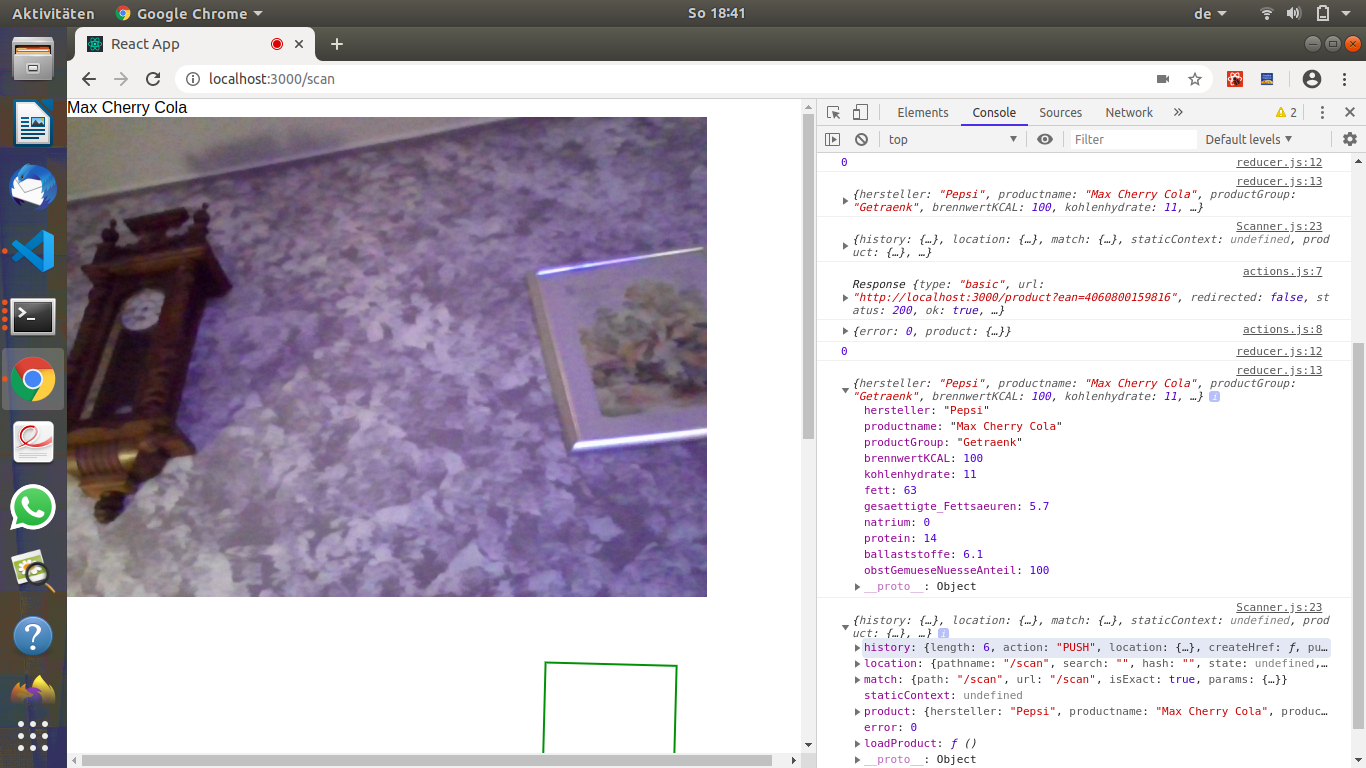 Aktivitäten
Google Chrome
So 18:41
de
React App
localhost:3000/scan
Max Cherry Cola
Elements
Console
Sources
Network
2
top
Filter
Default levels
0 reducer.js:12
reducer.js:13
{hersteller: "Pepsi", productname: "Max Cherry Cola", productGroup:
"Getraenk", brennwertKCAL: 100, kohlenhydrate: 11, …}
Scanner.js:23
{history: {…}, location: {…}, match: {…}, staticContext: undefined, prod
uct: {…}, …}
actions.js:7
Response {type: "basic", url:
"http://localhost:3000/product?ean=4060800159816", redirected: false, st
atus: 200, ok: true, …}
{error: 0, product: {…}} actions.js:8
0 reducer.js:12
reducer.js:13
{hersteller: "Pepsi", productname: "Max Cherry Cola", productGroup:
"Getraenk", brennwertKCAL: 100, kohlenhydrate: 11, …} i
hersteller: "Pepsi"
productname: "Max Cherry Cola"
productGroup: "Getraenk"
brennwertKCAL: 100
kohlenhydrate: 11
fett: 63
gesaettigte_Fettsaeuren: 5.7
natrium: 0
protein: 14
ballaststoffe: 6.1
obstGemueseNuesseAnteil: 100
__proto__: Object
Scanner.js:23
{history: {…}, location: {…}, match: {…}, staticContext: undefined, prod
uct: {…}, …} i
history: {length: 6, action: "PUSH", location: {…}, createHref: ƒ, pu…
location: {pathname: "/scan", search: "", hash: "", state: undefined,…
match: {path: "/scan", url: "/scan", isExact: true, params: {…}}
staticContext: undefined
product: {hersteller: "Pepsi", productname: "Max Cherry Cola", produc…
error: 0
loadProduct: ƒ ()
__proto__: Object